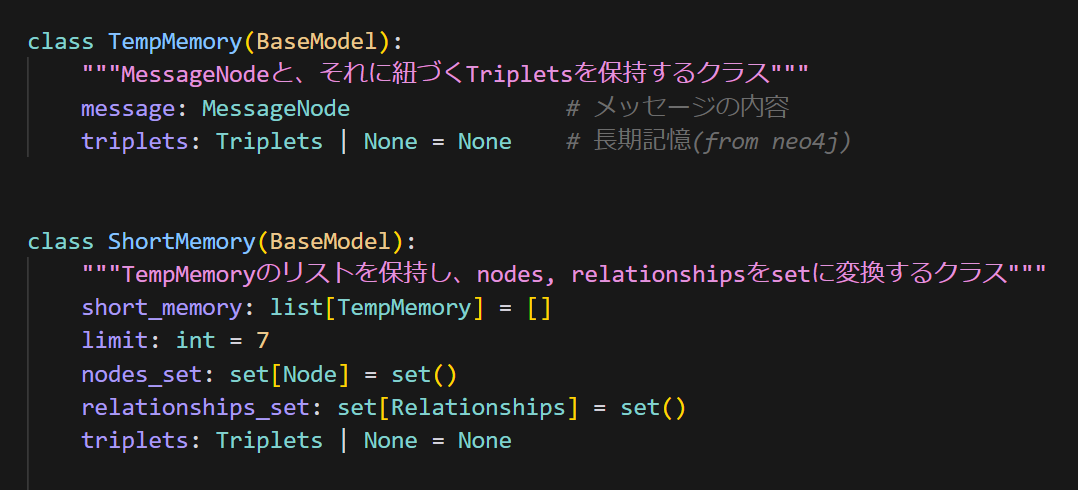 class TempMemory(BaseModel):
    """MessageNodeと、それに紐づくTripletsを保持するクラス"""
    message: MessageNode                # メッセージの内容
    triplets: Triplets | None = None    # 長期記憶(from neo4j)
class ShortMemory(BaseModel):
    """TempMemoryのリストを保持し、nodes, relationshipsをsetに変換するクラス"""
    short_memory: list[TempMemory] = []
    limit: int = 7
    nodes_set: set[Node] = set()
    relationships_set: set[Relationships] = set()
    triplets: Triplets | None = None